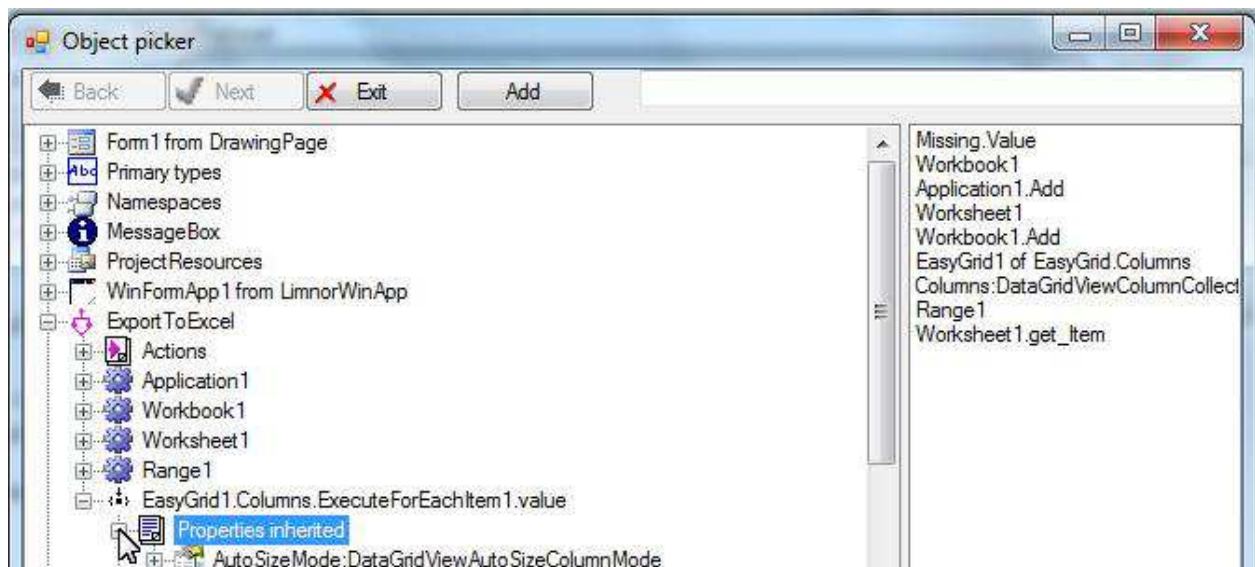 Object picker
Back Next Exit Add
Form1 from DrawingPage
Abc Primary types
Namespaces
MessageBox
ProjectResources
WinFormApp1 from LimnorWinApp
ExportToExcel
Actions
Application1
Workbook1
Worksheet1
Range1
EasyGrid1.Columns.ExecuteForEachItem1.value
Properties inherited
AutoSizeMode:DataGridViewAutoSizeColumnMode
Missing.Value
Workbook1
Application1.Add
Worksheet1
Workbook1.Add
EasyGrid1 of EasyGrid.Columns
Columns:DataGridViewColumnCollect
Range1
Worksheet1.get_Item